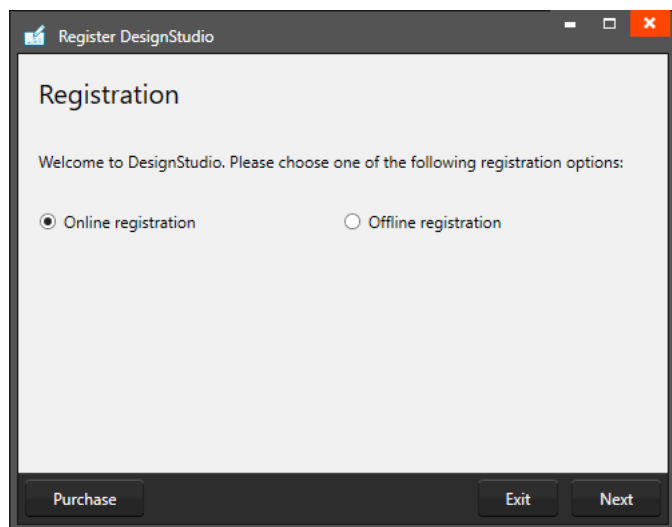 Register DesignStudio
Registration
Welcome to DesignStudio. Please choose one of the following registration options:
Online registration
Offline registration
Purchase
Exit
Next